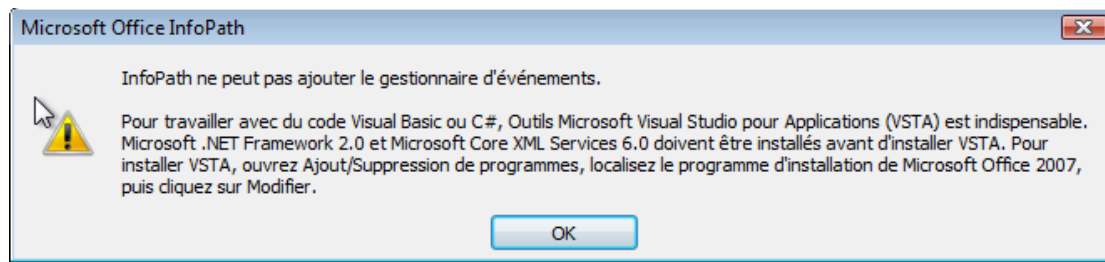 Microsoft Office InfoPath
InfoPath ne peut pas ajouter le gestionnaire d'événements.
Pour travailler avec du code Visual Basic ou C#, Outils Microsoft Visual Studio pour Applications (VSTA) est indispensable.
Microsoft .NET Framework 2.0 et Microsoft Core XML Services 6.0 doivent être installés avant d'installer VSTA. Pour
installer VSTA, ouvrez Ajout/Suppression de programmes, localisez le programme d'installation de Microsoft Office 2007,
puis cliquez sur Modifier.
OK